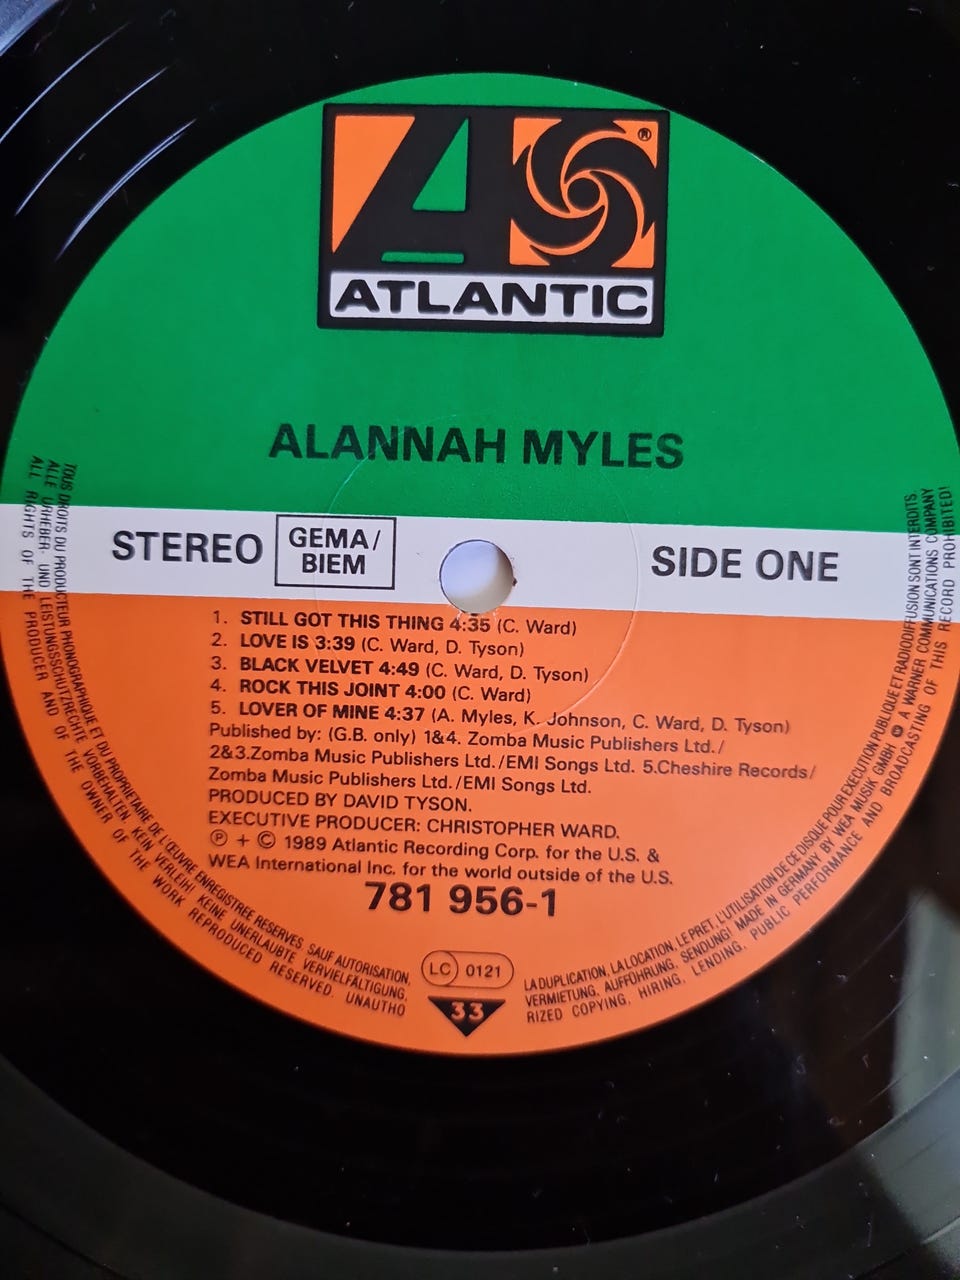 ®
ATLANTIC
ALANNAH MYLES
STEREO
GEMA/
BIEM
SIDE ONE
1. STILL GOT THIS THING 4:35 (C. Ward)
2. LOVE IS 3:39 (C. Ward, D. Tyson)
3. BLACK VELVET 4:49 (C. Ward, D. Tyson)
4. ROCK THIS JOINT 4:00 (C. Ward)
5. LOVER OF MINE 4:37 (A. Myles, K. Johnson, C. Ward, D. Tyson)
Published by: (G.B. only) 1&4. Zomba Music Publishers Ltd./
2&3.Zomba Music Publishers Ltd./EMI Songs Ltd. 5.Cheshire Records/
Zomba Music Publishers Ltd./EMI Songs Ltd.
PRODUCED BY DAVID TYSON.
EXECUTIVE PRODUCER: CHRISTOPHER WARD.
℗ + © 1989 Atlantic Recording Corp. for the U.S. &
WEA International Inc. for the world outside of the U.S.
781 956-1
LC 0121
33
TOUS DROITS DU PRODUCTEUR PHONOGRAPHIQUE ET DU PROPRIETAIRE DE L'ŒUVRE ENREGISTREE RESERVES. SAUF AUTORISATION,
ALLE URHEBER- UND LEISTUNGSSCHUTZRECHTE VORBEHALTEN. KEIN VERLEIH! KEINE UNERLAUBTE VERVIELFÄLTIGUNG,
ALL RIGHTS OF THE PRODUCER AND OF THE OWNER OF THE WORK REPRODUCED RESERVED. UNAUTHO
LA DUPLICATION, LA LOCATION, LE PRET, L'UTILISATION DE CE DISQUE POUR EXECUTION PUBLIQUE ET RADIODIFFUSION SONT INTERDITS
VERMIETUNG, AUFFÜHRUNG, SENDUNG! MADE IN GERMANY BY WEA MUSIK GMBH A WARNER COMMUNICATIONS COMPANY
RIZED COPYING, HIRING, LENDING, PUBLIC PERFORMANCE AND BROADCASTING OF THIS RECORD PROHIBITED!